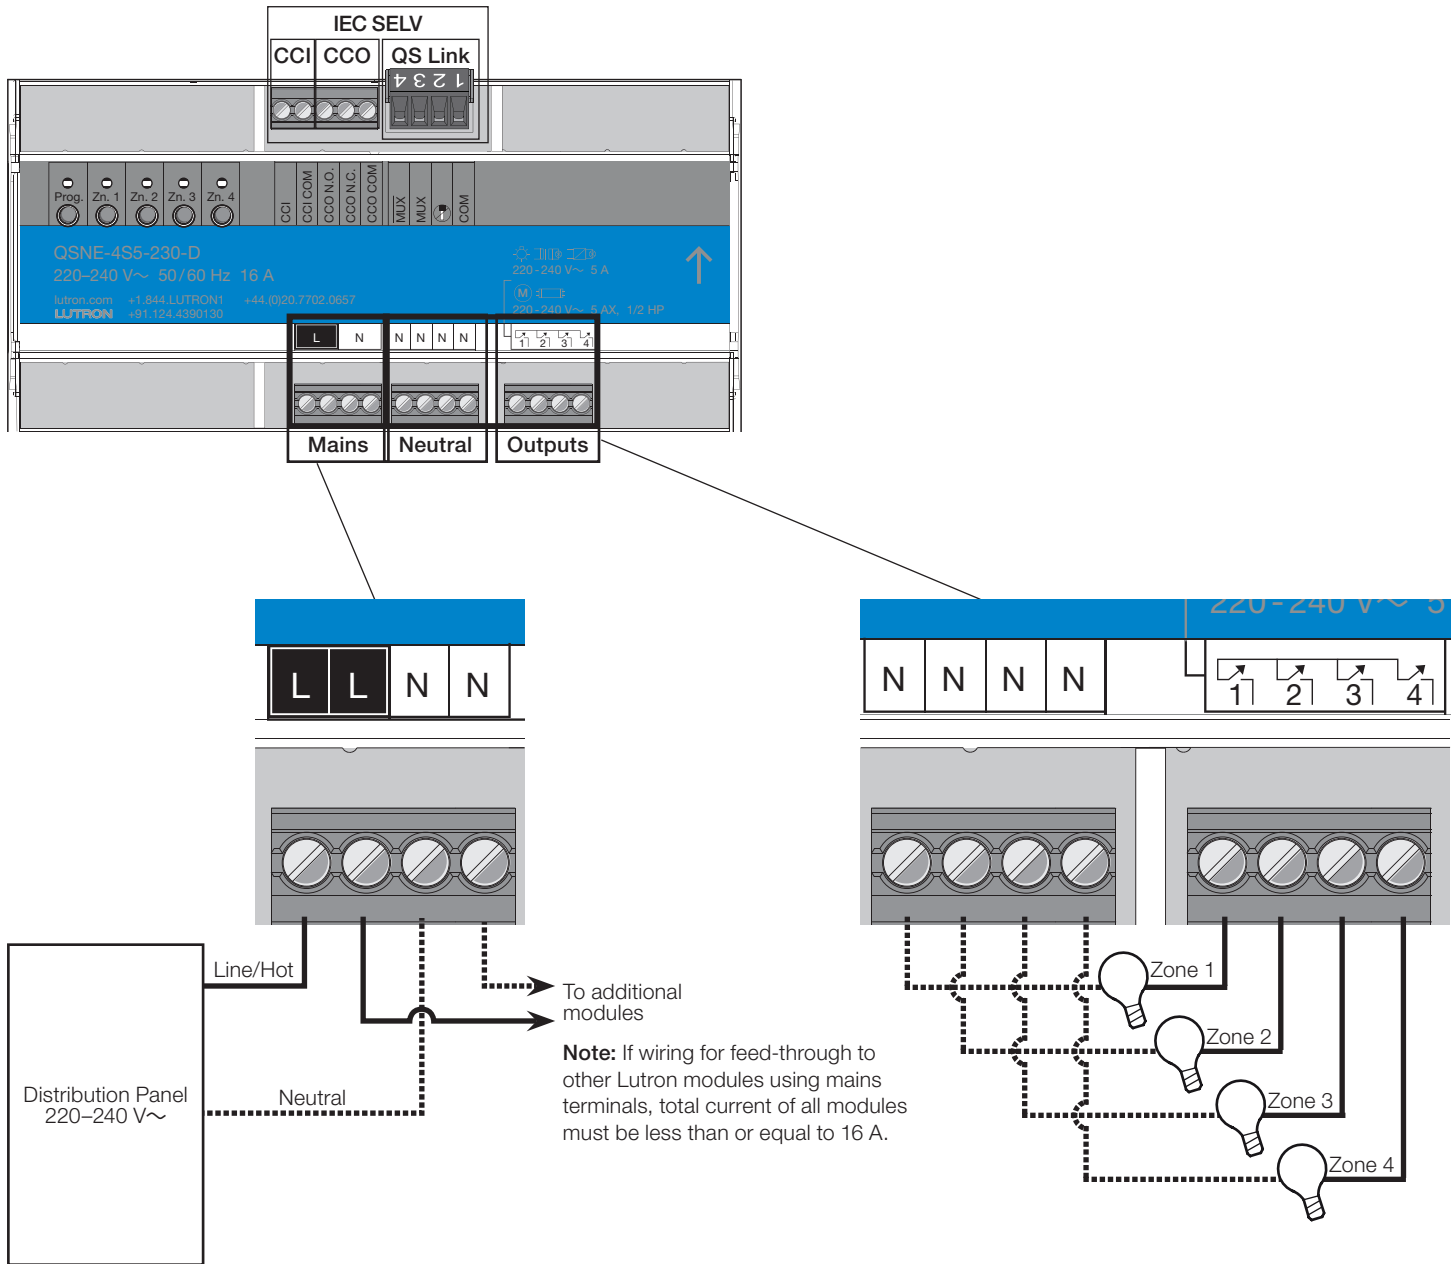 IEC SELV
CCI CCO QS Link
4 3 2 1
Prog. Zn. 1 Zn. 2 Zn. 3 Zn. 4
CCI
CCI COM
CCO N.O.
CCO N.C.
CCO COM
MUX
MUX
COM
QSNE-4S5-230-D
220–240 V~ 50/60 Hz 16 A
lutron.com +1.844.LUTRON1 +44.(0)20.7702.0657
LUTRON +91.124.4390130
220-240 V~ 5 A
M
220-240 V~ 5 AX, 1/2 HP
L N N N N N 1 2 3 4
Mains Neutral Outputs
L L N N
220-240 V~ 5
N N N N 1 2 3 4
Line/Hot
To additional
modules
Note: If wiring for feed-through to
other Lutron modules using mains
terminals, total current of all modules
must be less than or equal to 16 A.
Distribution Panel
220–240 V~
Neutral
Zone 1
Zone 2
Zone 3
Zone 4